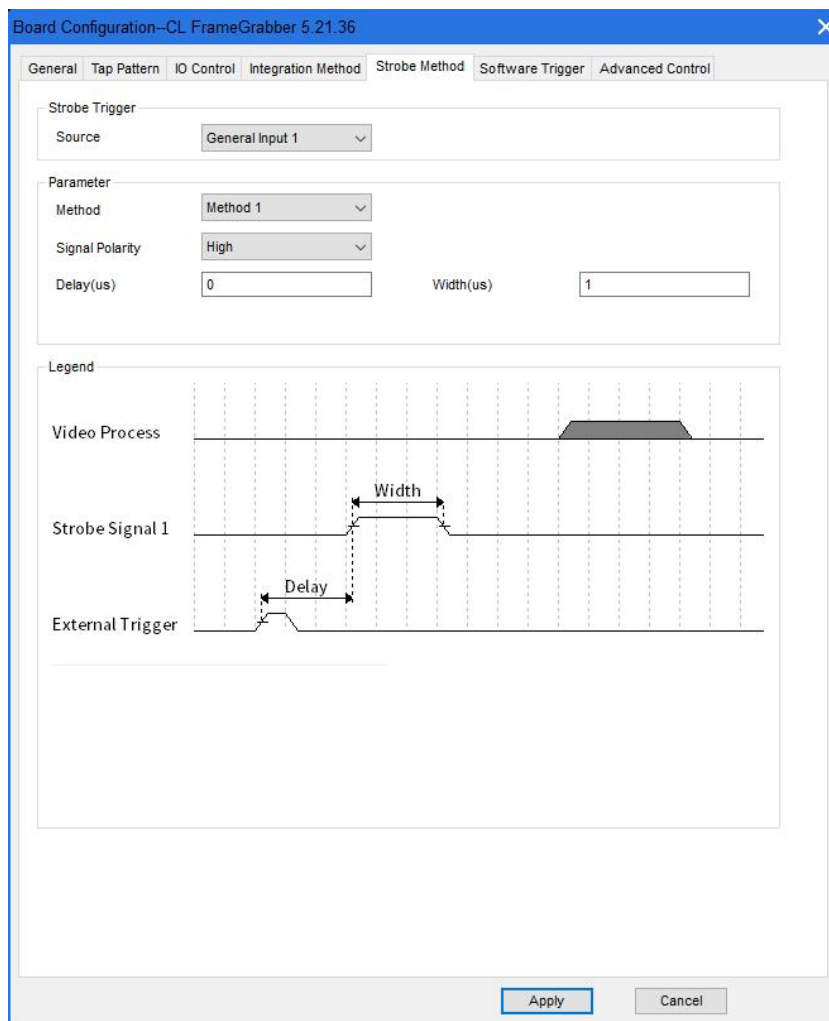 Board Configuration--CL FrameGrabber 5.21.36
General Tap Pattern IO Control Integration Method Strobe Method Software Trigger Advanced Control
Strobe Trigger
Source General Input 1
Parameter
Method Method 1
Signal Polarity High
Delay(us) 0 Width(us) 1
Legend
Video Process
Width
Strobe Signal 1
Delay
External Trigger
Apply Cancel